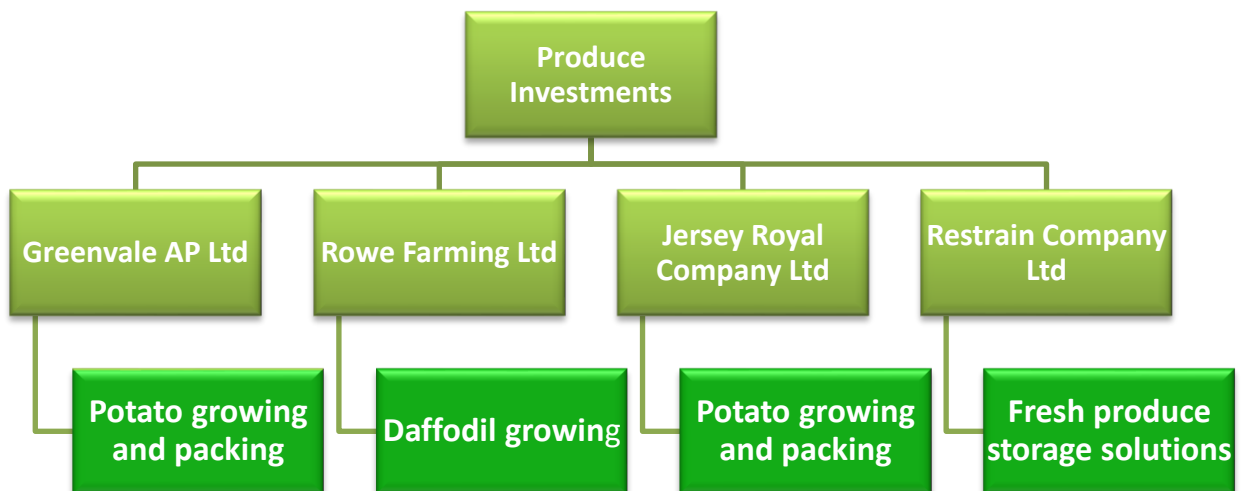 Produce
Investments
Greenvale AP Ltd
Rowe Farming Ltd
Jersey Royal
Company Ltd
Restrain Company
Ltd
Potato growing
and packing
Daffodil growing
Potato growing
and packing
Fresh produce
storage solutions